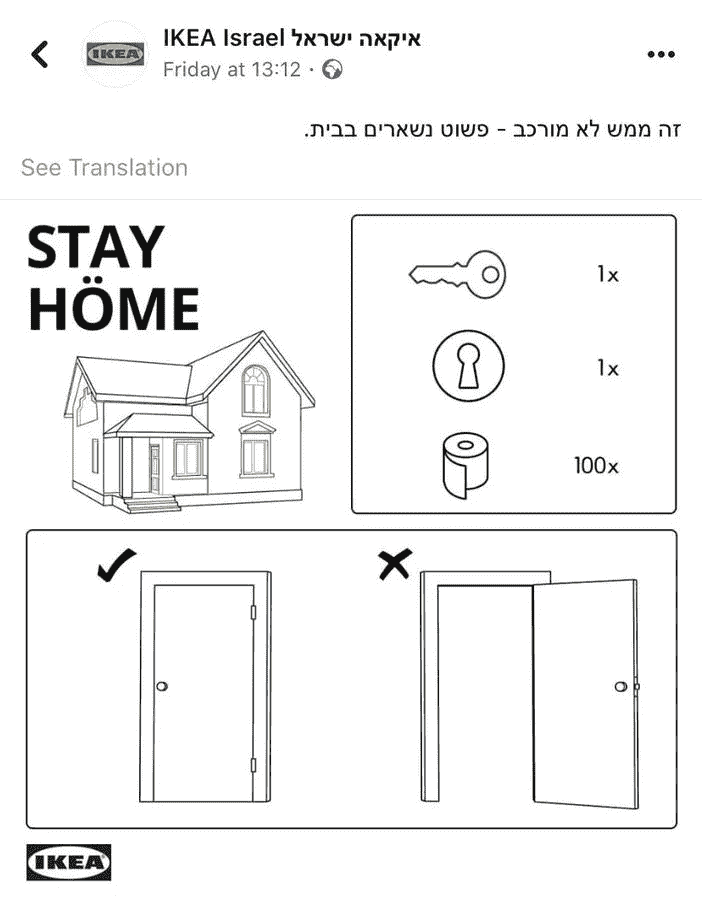 IKEA
IKEA Israel איקאה ישראל
Friday at 13:12 ·
זה ממש לא מורכב - פשוט נשארים בבית.
See Translation
STAY
HÖME
1x
1x
100x
IKEA